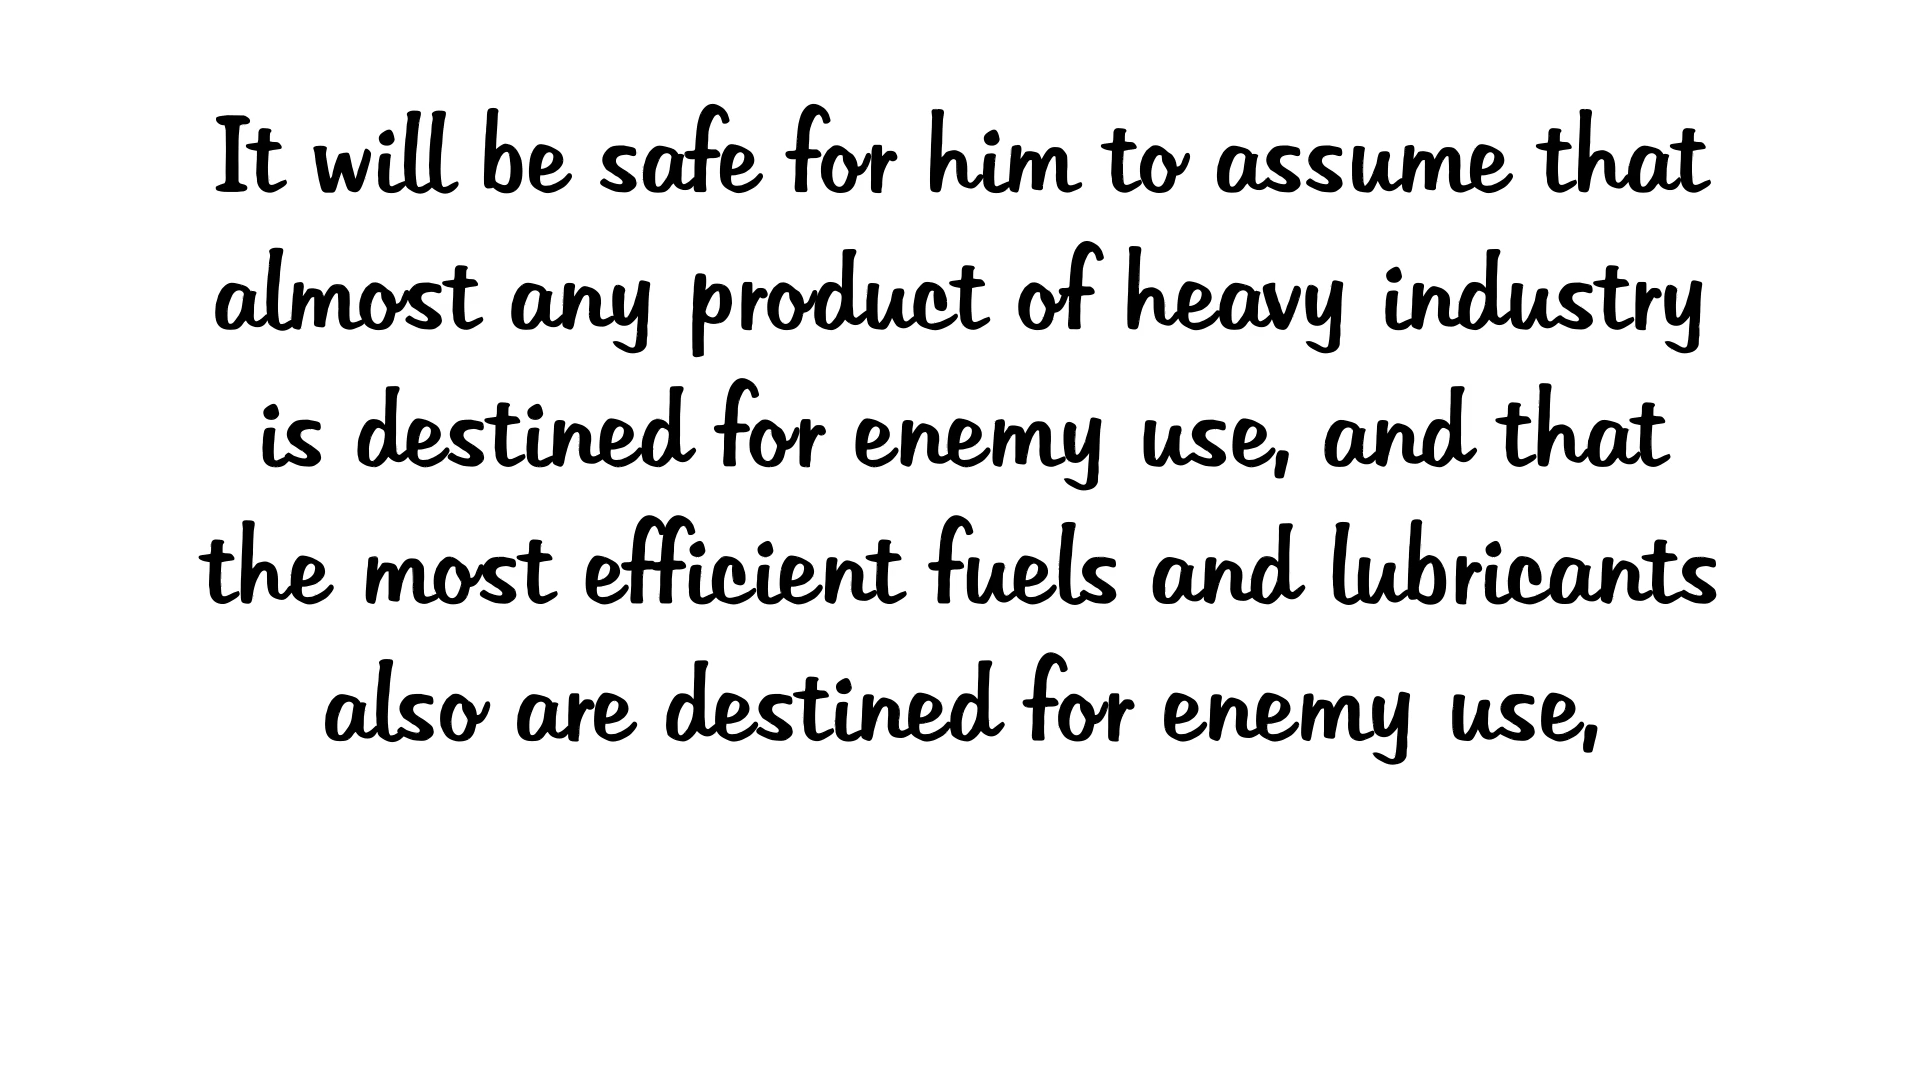 It will be safe for him to assume that
almost any product of heavy industry
is destined for enemy use, and that
the most efficient fuels and lubricants
also are destined for enemy use,